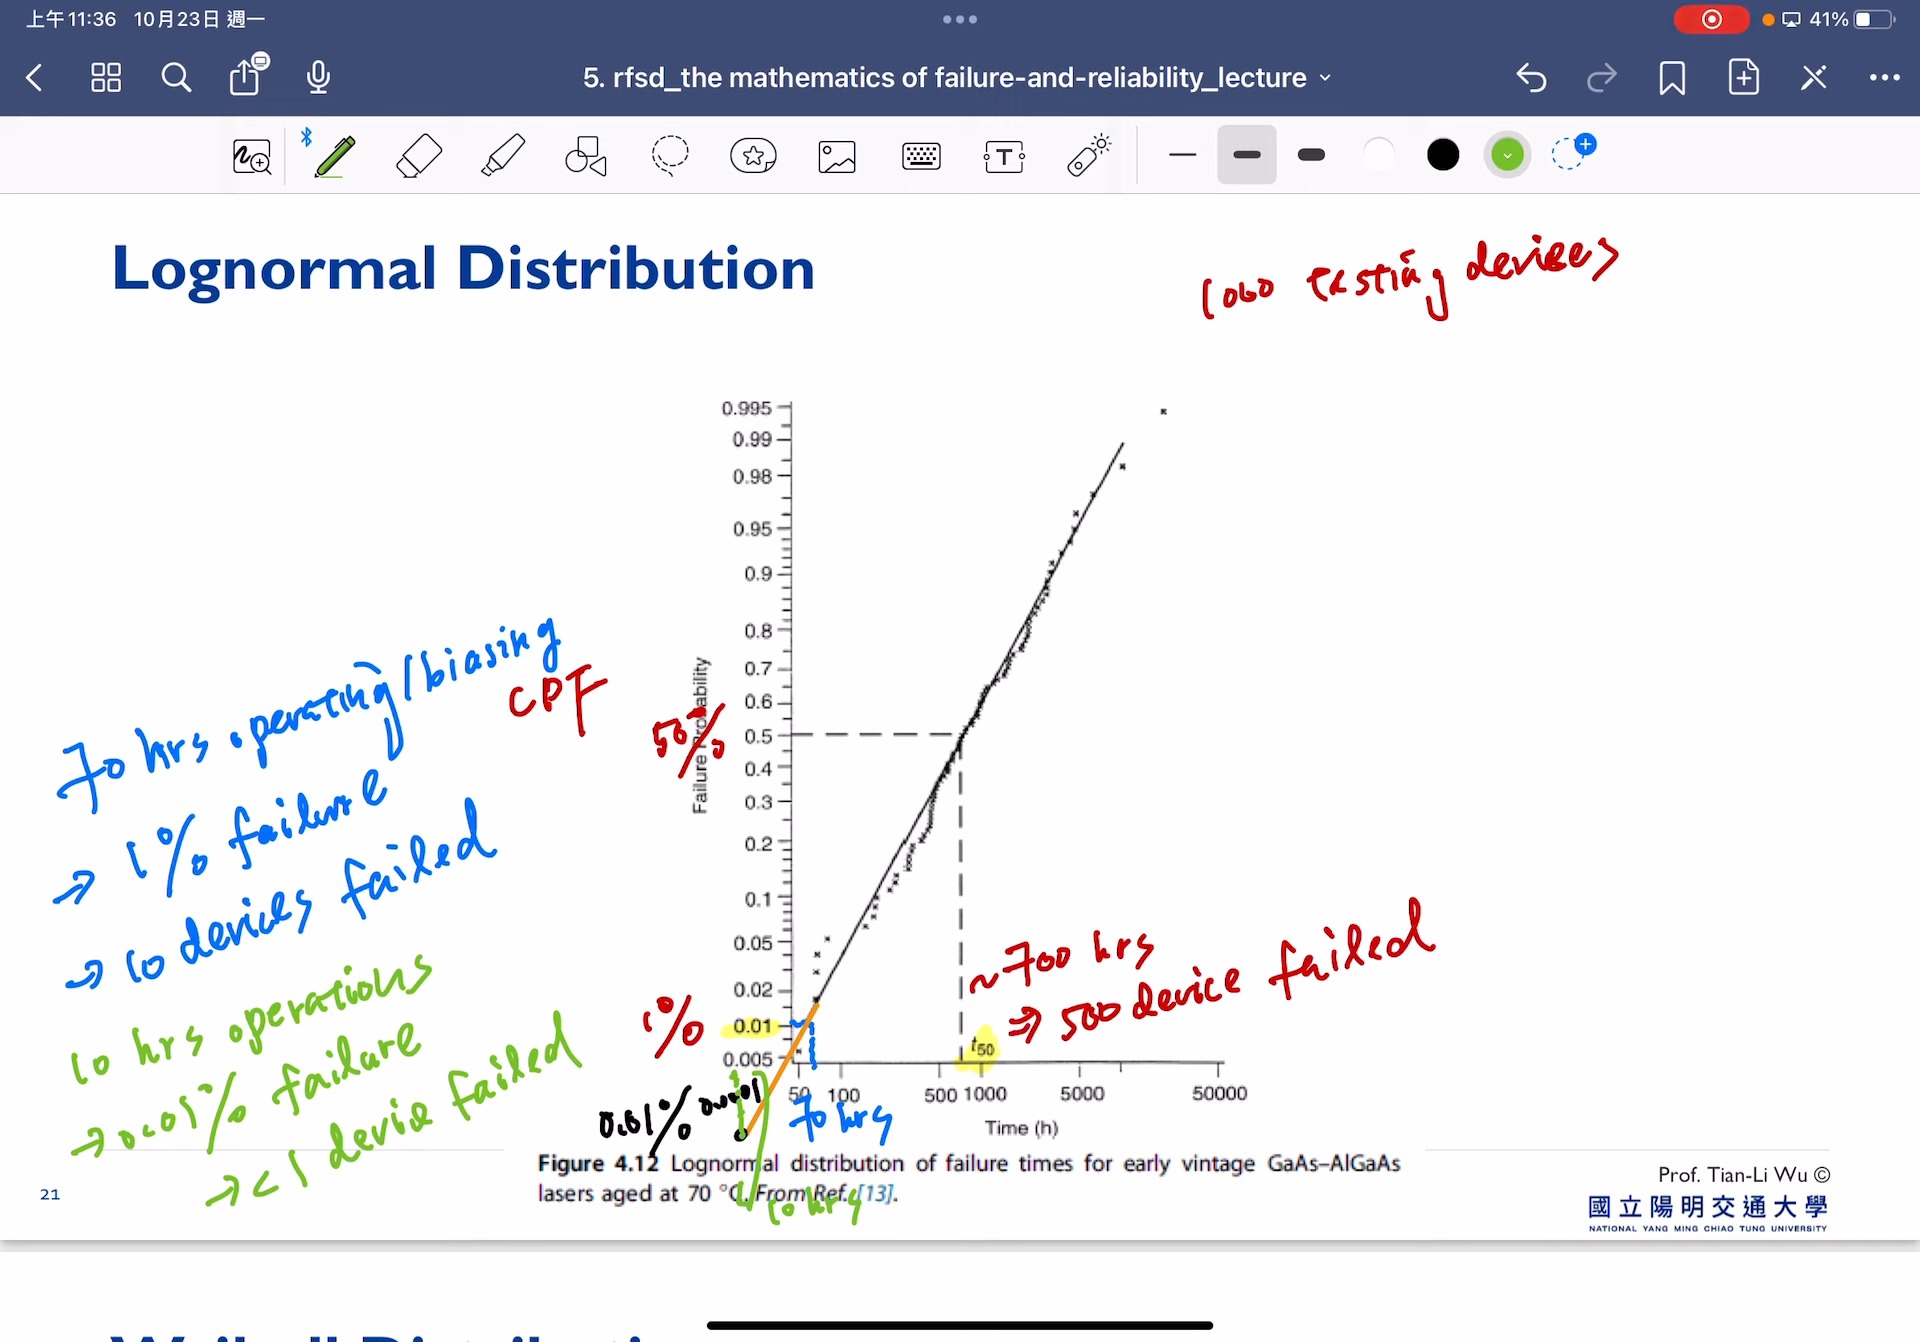 上午11:36 10月23日 週一
41%
5. rfsd_the mathematics of failure-and-reliability_lecture
T
Lognormal Distribution
1000 testing devices
0.995
0.99
0.98
0.95
0.9
0.8
0.7
0.6
0.5
0.4
0.3
0.2
0.1
0.05
0.02
0.01
0.005
Failure Probability
50%
CDF
70 hrs operating/biasing
→ 1% failure
→ 10 devices failed
10 hrs operations
→ 0.01% failure
→ < 1 device failed
1%
~700 hrs
⇒ 500 device failed
t50
50 100 500 1000 5000 50000
Time (h)
0.01% 0.0001
70 hrs
10 hrs
Figure 4.12 Lognormal distribution of failure times for early vintage GaAs–AlGaAs
lasers aged at 70 °C. From Ref. [13].
21
Prof. Tian-Li Wu ©
國立陽明交通大學
NATIONAL YANG MING CHIAO TUNG UNIVERSITY